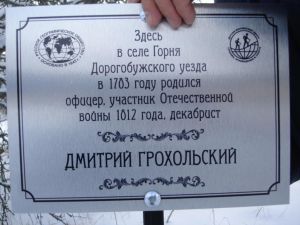 Здесь
в селе Горня
Дорогобужского уезда
в 1783 году родился
офицер, участник Отечественной
войны 1812 года, декабрист
ДМИТРИЙ ГРОХОЛЬСКИЙ